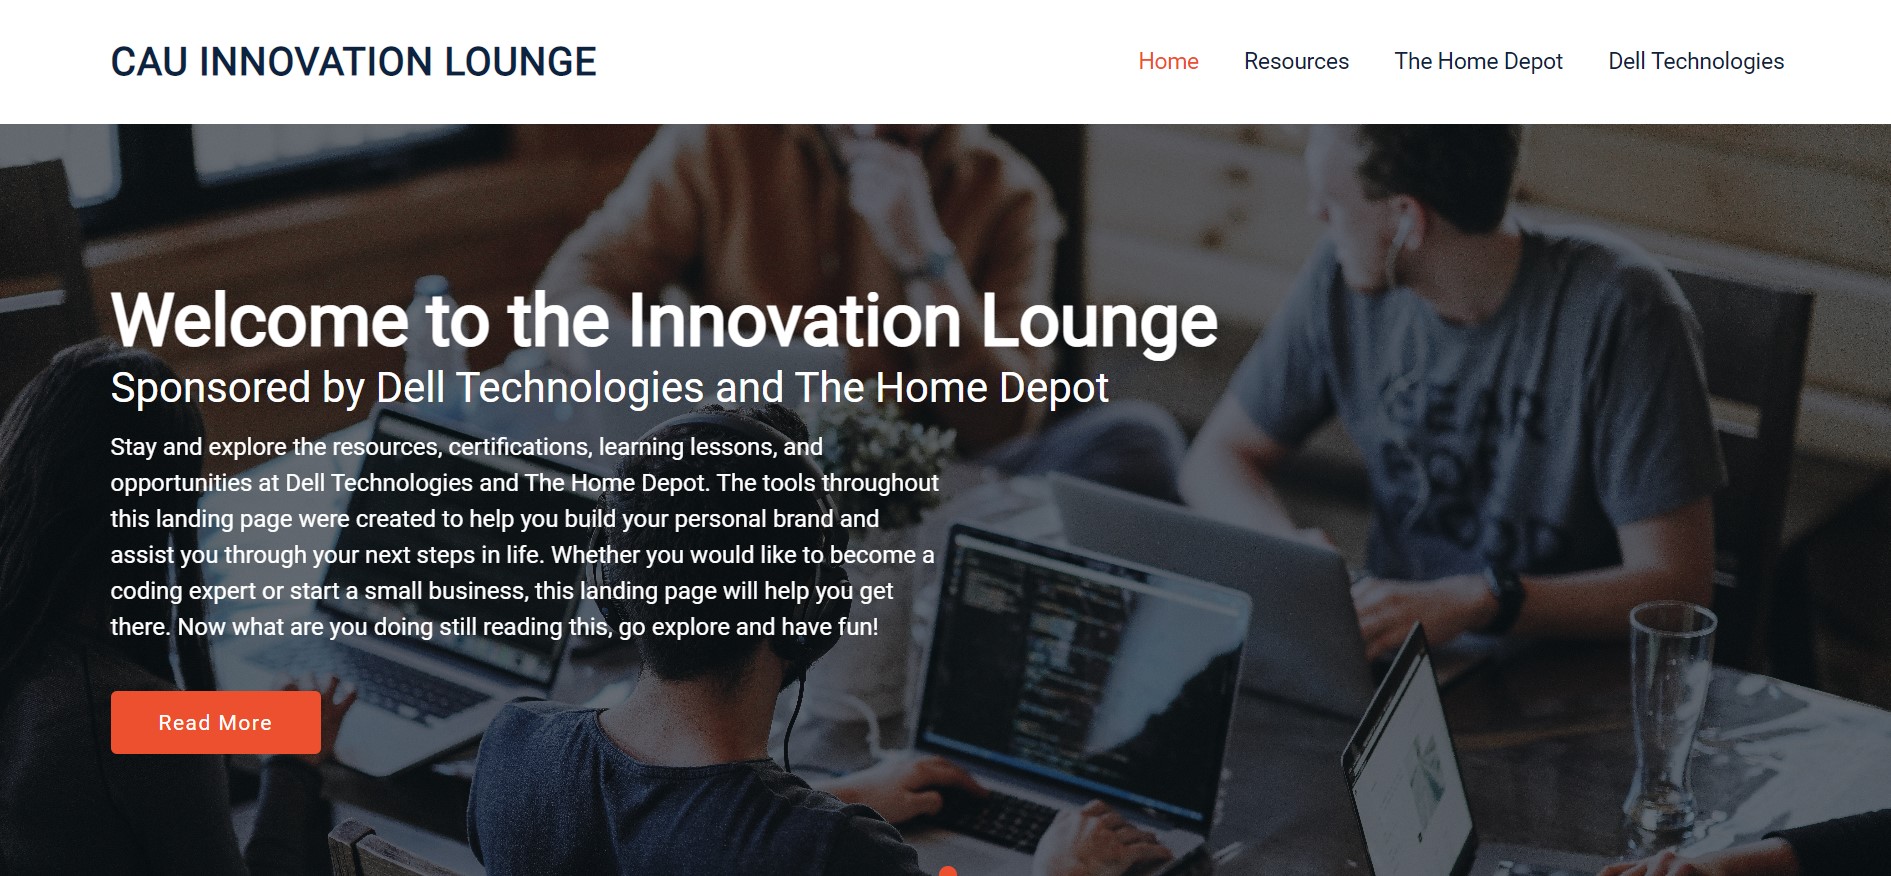 CAU INNOVATION LOUNGE
Home
Resources
The Home Depot
Dell Technologies
Welcome to the Innovation Lounge
Sponsored by Dell Technologies and The Home Depot
Stay and explore the resources, certifications, learning lessons, and
opportunities at Dell Technologies and The Home Depot. The tools throughout
this landing page were created to help you build your personal brand and
assist you through your next steps in life. Whether you would like to become a
coding expert or start a small business, this landing page will help you get
there. Now what are you doing still reading this, go explore and have fun!
Read More